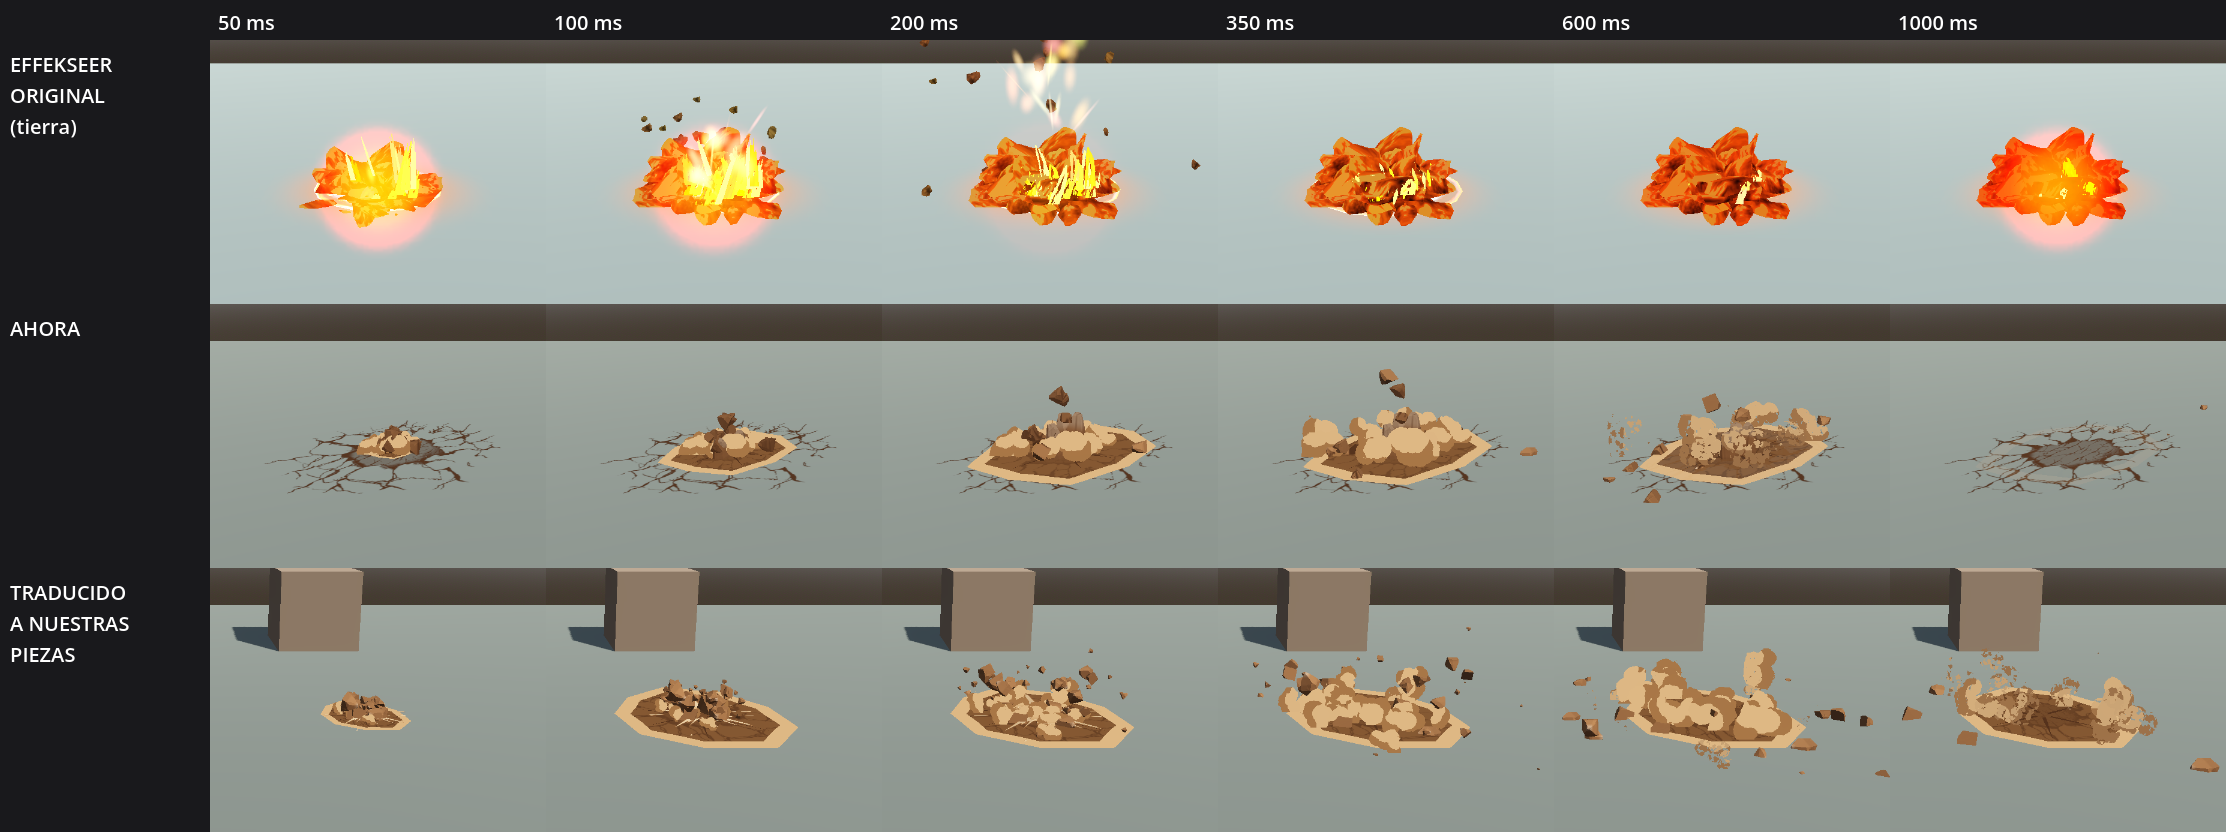 50 ms
100 ms
200 ms
350 ms
600 ms
1000 ms
EFFEKSEER
ORIGINAL
(tierra)
AHORA
TRADUCIDO
A NUESTRAS
PIEZAS